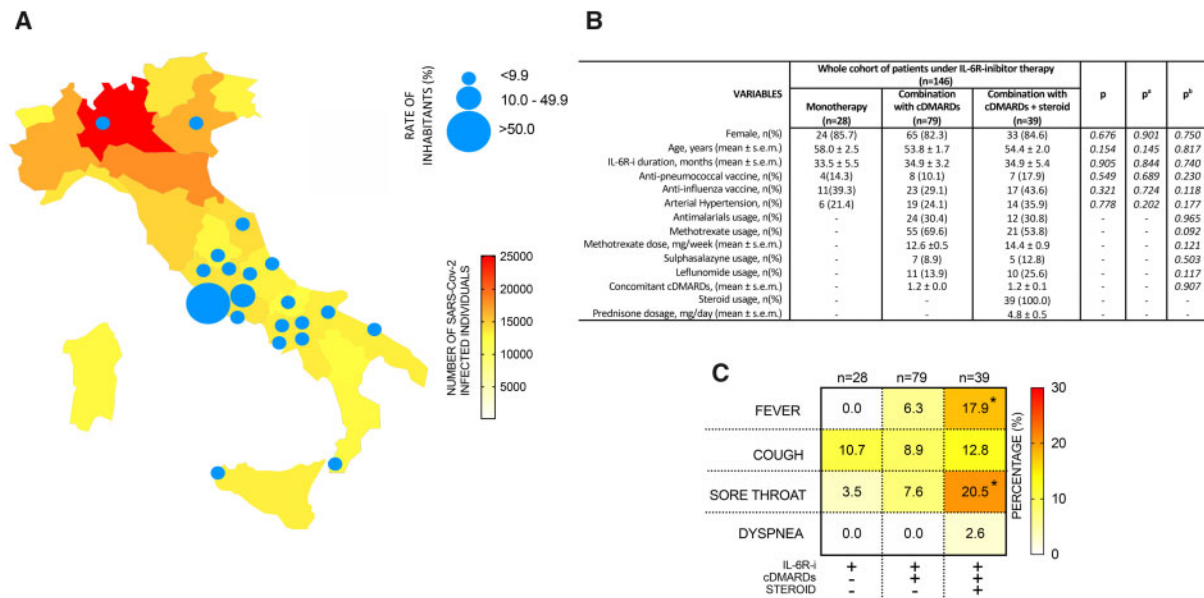 A
RATE OF
INHABITANTS (%)
<9.9
10.0 - 49.9
>50.0
NUMBER OF SARS-Cov-2
INFECTED INDIVIDUALS
25000
20000
15000
10000
5000
B
VARIABLES
Whole cohort of patients under IL-6R-inibitor therapy
(n=146)
Monotherapy
(n=28)
Combination
with cDMARDs
(n=79)
Combination with
cDMARDs + steroid
(n=39)
p pᵃ pᵇ
Female, n(%) 24 (85.7) 65 (82.3) 33 (84.6) 0.676 0.901 0.750
Age, years (mean ± s.e.m.) 58.0 ± 2.5 53.8 ± 1.7 54.4 ± 2.0 0.154 0.145 0.817
IL-6R-i duration, months (mean ± s.e.m.) 33.5 ± 5.5 34.9 ± 3.2 34.9 ± 5.4 0.905 0.844 0.740
Anti-pneumococcal vaccine, n(%) 4(14.3) 8 (10.1) 7 (17.9) 0.549 0.689 0.230
Anti-influenza vaccine, n(%) 11(39.3) 23 (29.1) 17 (43.6) 0.321 0.724 0.118
Arterial Hypertension, n(%) 6 (21.4) 19 (24.1) 14 (35.9) 0.778 0.202 0.177
Antimalarials usage, n(%) - 24 (30.4) 12 (30.8) - - 0.965
Methotrexate usage, n(%) - 55 (69.6) 21 (53.8) - - 0.092
Methotrexate dose, mg/week (mean ± s.e.m.) - 12.6 ±0.5 14.4 ± 0.9 - - 0.121
Sulphasalazyne usage, n(%) - 7 (8.9) 5 (12.8) - - 0.503
Leflunomide usage, n(%) - 11 (13.9) 10 (25.6) - - 0.117
Concomitant cDMARDs, (mean ± s.e.m.) - 1.2 ± 0.0 1.2 ± 0.1 - - 0.907
Steroid usage, n(%) - - 39 (100.0) - - -
Prednisone dosage, mg/day (mean ± s.e.m.) - - 4.8 ± 0.5 - - -
C
n=28 n=79 n=39
FEVER 0.0 6.3 17.9*
COUGH 10.7 8.9 12.8
SORE THROAT 3.5 7.6 20.5*
DYSPNEA 0.0 0.0 2.6
IL-6R-i + + +
cDMARDs - + +
STEROID - - +
30
20
10
0
PERCENTAGE (%)